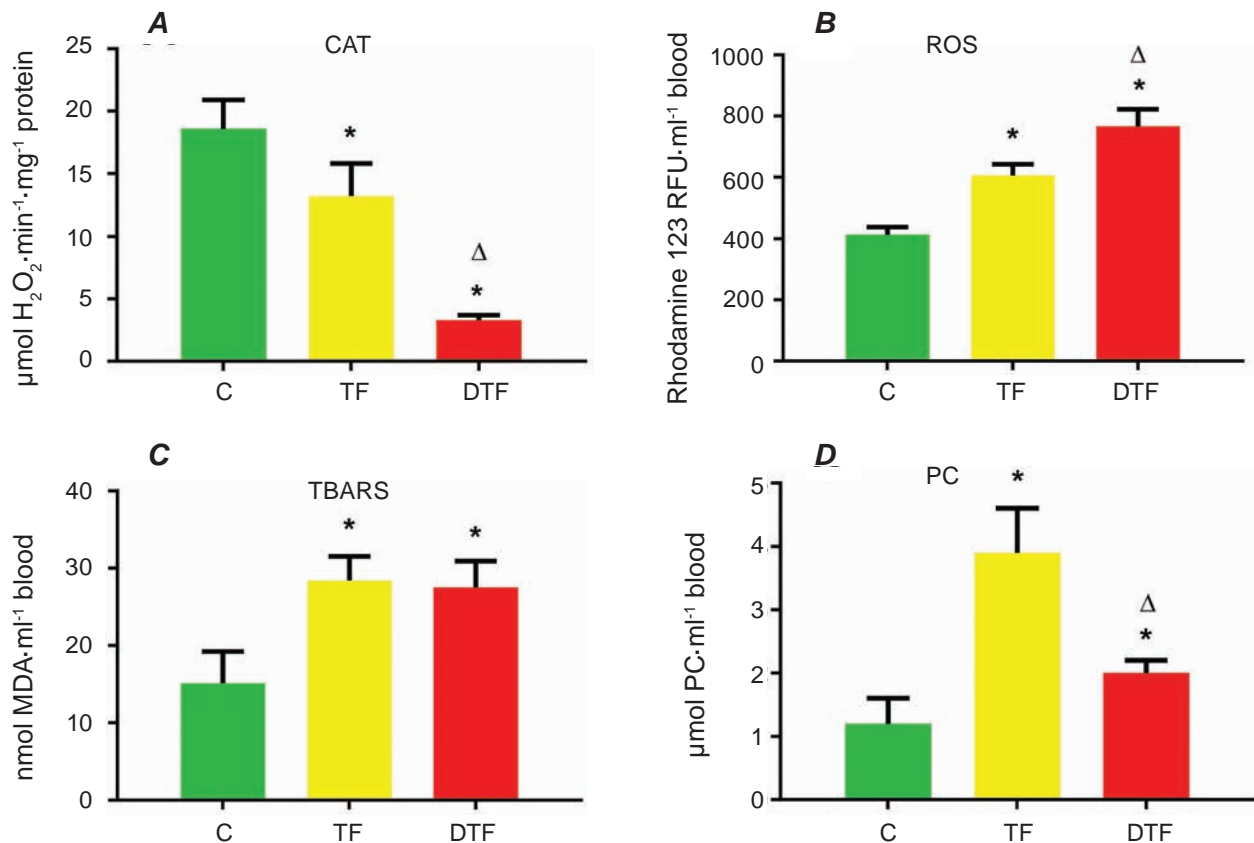 A
CAT
µmol H₂O₂·min⁻¹·mg⁻¹ protein
25
20
15
10
5
0
*
Δ
*
C TF DTF
B
ROS
Rhodamine 123 RFU·ml⁻¹ blood
1000
800
600
400
200
0
*
Δ
*
C TF DTF
C
TBARS
nmol MDA·ml⁻¹ blood
40
30
20
10
0
*
*
C TF DTF
D
PC
µmol PC·ml⁻¹ blood
5
4
3
2
1
0
*
Δ
*
C TF DTF